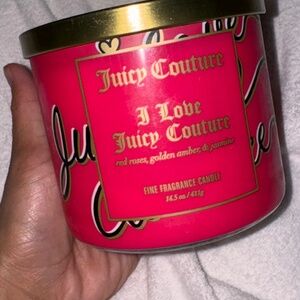 Juicy Couture
I Love
Juicy Couture
red roses, golden amber, & jasmine
FINE FRAGRANCE CANDLE
14.5 oz./411g